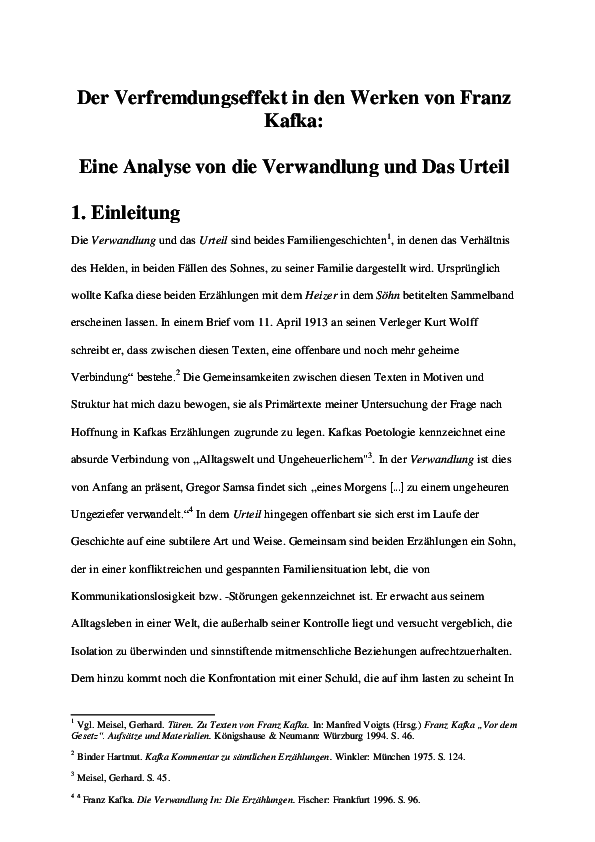 Der Verfremdungseffekt in den Werken von Franz
Kafka:
Eine Analyse von die Verwandlung und Das Urteil
1. Einleitung
Die Verwandlung und das Urteil sind beides Familiengeschichten1, in denen das Verhältnis
des Helden, in beiden Fällen des Sohnes, zu seiner Familie dargestellt wird. Ursprünglich
wollte Kafka diese beiden Erzählungen mit dem Heizer in dem Söhn betitelten Sammelband
erscheinen lassen. In einem Brief vom 11. April 1913 an seinen Verleger Kurt Wolff
schreibt er, dass zwischen diesen Texten, eine offenbare und noch mehr geheime
Verbindung“ bestehe.2 Die Gemeinsamkeiten zwischen diesen Texten in Motiven und
Struktur hat mich dazu bewogen, sie als Primärtexte meiner Untersuchung der Frage nach
Hoffnung in Kafkas Erzählungen zugrunde zu legen. Kafkas Poetologie kennzeichnet eine
absurde Verbindung von „Alltagswelt und Ungeheuerlichem"3. In der Verwandlung ist dies
von Anfang an präsent, Gregor Samsa findet sich „eines Morgens [...] zu einem ungeheuren
Ungeziefer verwandelt.“4 In dem Urteil hingegen offenbart sie sich erst im Laufe der
Geschichte auf eine subtilere Art und Weise. Gemeinsam sind beiden Erzählungen ein Sohn,
der in einer konfliktreichen und gespannten Familiensituation lebt, die von
Kommunikationslosigkeit bzw. -Störungen gekennzeichnet ist. Er erwacht aus seinem
Alltagsleben in einer Welt, die außerhalb seiner Kontrolle liegt und versucht vergeblich, die
Isolation zu überwinden und sinnstiftende mitmenschliche Beziehungen aufrechtzuerhalten.
Dem hinzu kommt noch die Konfrontation mit einer Schuld, die auf ihm lasten zu scheint In
1 Vgl. Meisel, Gerhard. Türen. Zu Texten von Franz Kafka. In: Manfred Voigts (Hrsg.) Franz Kafka „Vor dem
Gesetz". Aufsätze und Materialien. Königshause & Neumann: Würzburg 1994. S. 46.
2 Binder Hartmut. Kafka Kommentar zu sämtlichen Erzählungen. Winkler: München 1975. S. 124.
3 Meisel, Gerhard. S. 45.
4 4 Franz Kafka. Die Verwandlung In: Die Erzählungen. Fischer: Frankfurt 1996. S. 96.